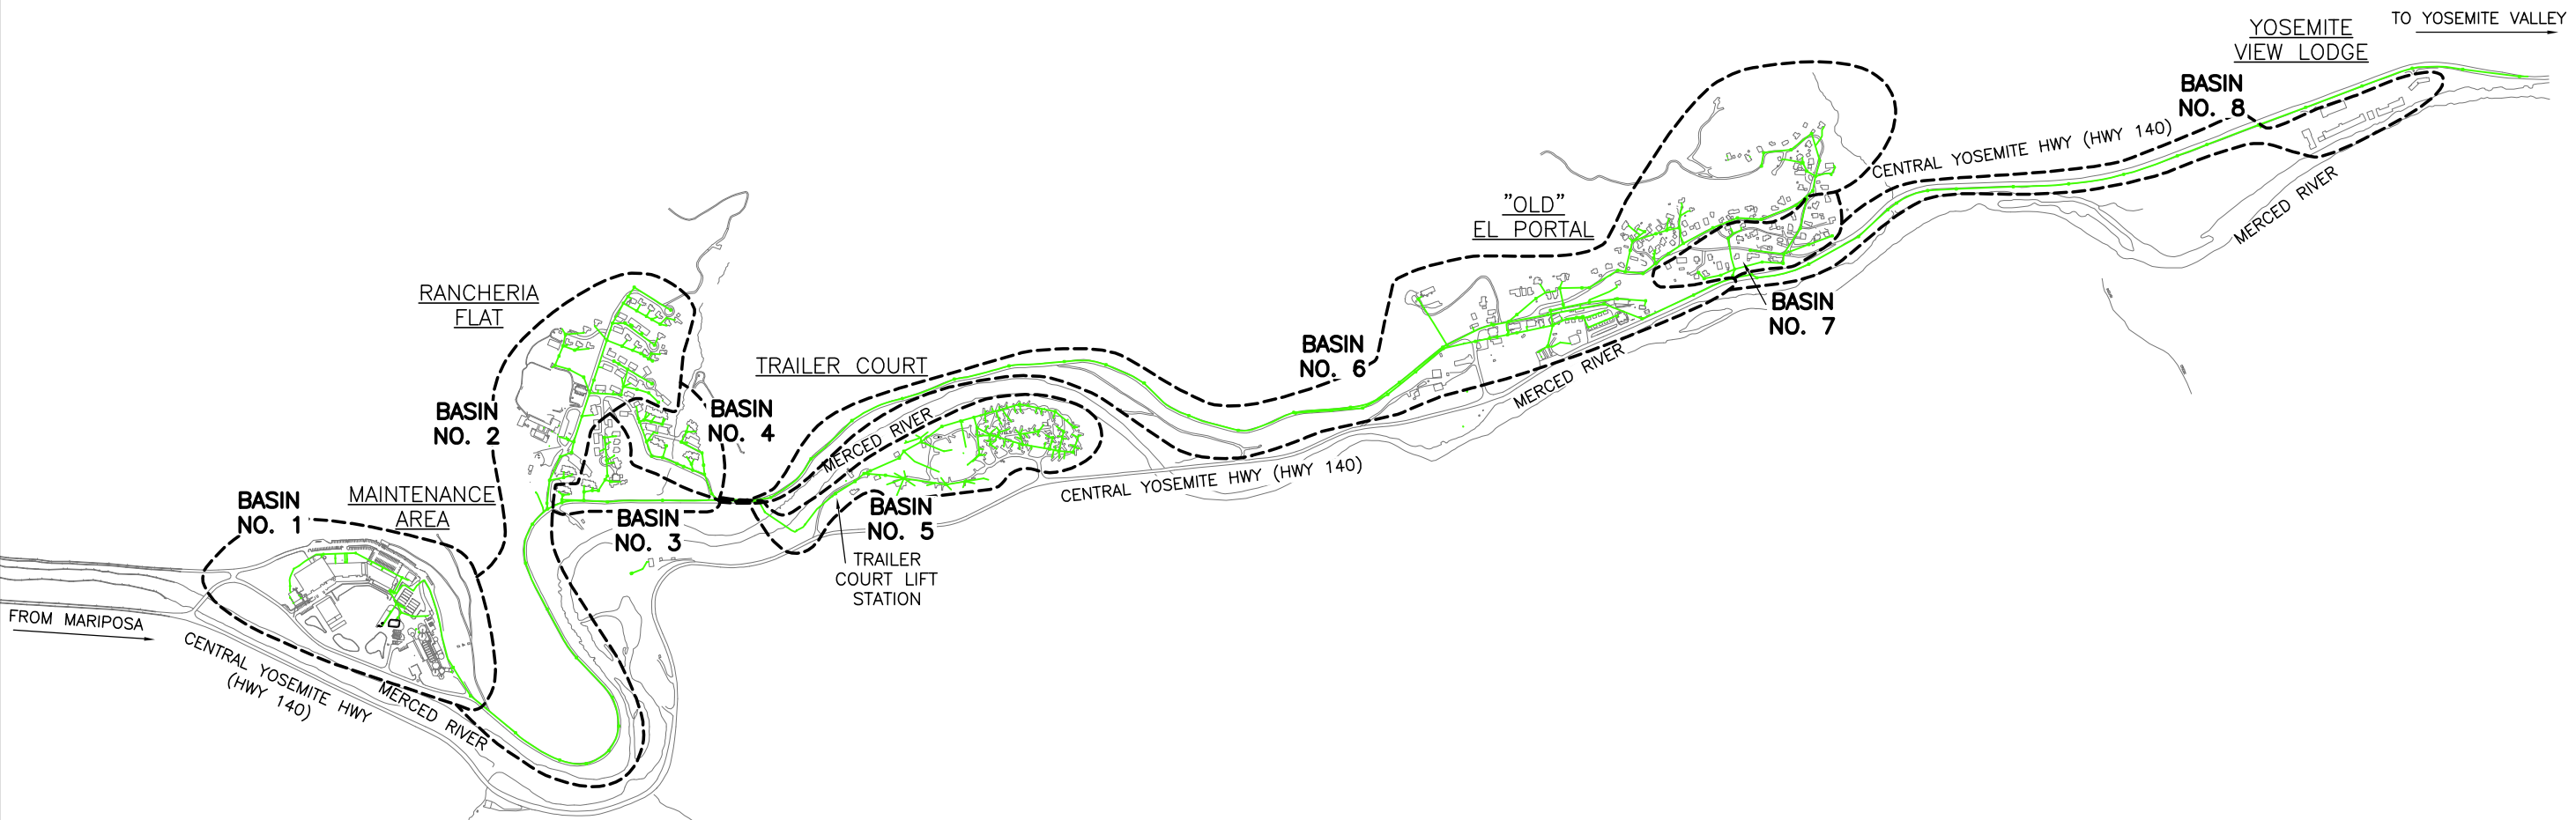 TO YOSEMITE VALLEY
YOSEMITE
VIEW LODGE
BASIN
NO. 8
CENTRAL YOSEMITE HWY (HWY 140)
MERCED RIVER
"OLD"
EL PORTAL
BASIN
NO. 7
BASIN
NO. 6
MERCED RIVER
RANCHERIA
FLAT
TRAILER COURT
BASIN
NO. 2
BASIN
NO. 4
MERCED RIVER
CENTRAL YOSEMITE HWY (HWY 140)
BASIN
NO. 1
MAINTENANCE
AREA
BASIN
NO. 3
BASIN
NO. 5
TRAILER
COURT LIFT
STATION
FROM MARIPOSA
CENTRAL YOSEMITE HWY
(HWY 140)
MERCED RIVER